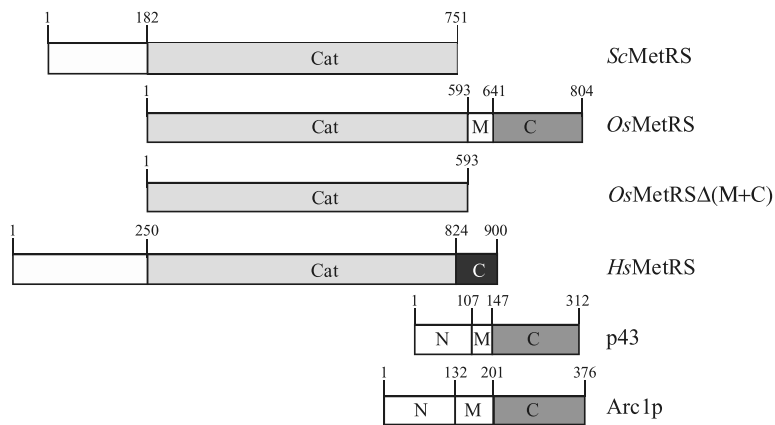 1 182 751
Cat ScMetRS
1 593 641 804
Cat M C OsMetRS
1 593
Cat OsMetRSΔ(M+C)
1 250 824 900
Cat C HsMetRS
1 107 147 312
N M C p43
1 132 201 376
N M C Arc1p